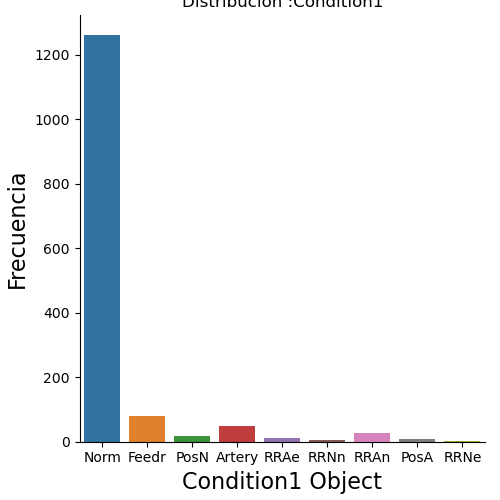 Distribucion :Condition1
1200
1000
800
600
400
200
0
Frecuencia
Norm Feedr PosN Artery RRAe RRNn RRAn PosA RRNe
Condition1 Object